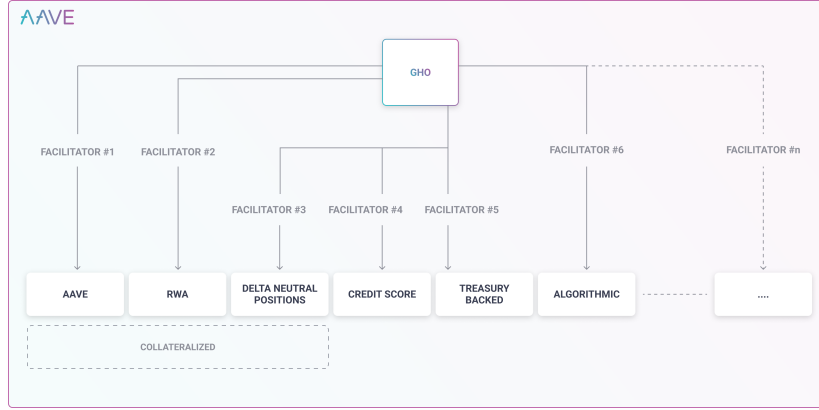 AAVE
GHO
FACILITATOR #1
FACILITATOR #2
FACILITATOR #6
FACILITATOR #n
FACILITATOR #3
FACILITATOR #4
FACILITATOR #5
AAVE
RWA
DELTA NEUTRAL
POSITIONS
CREDIT SCORE
TREASURY
BACKED
ALGORITHMIC
....
COLLATERALIZED